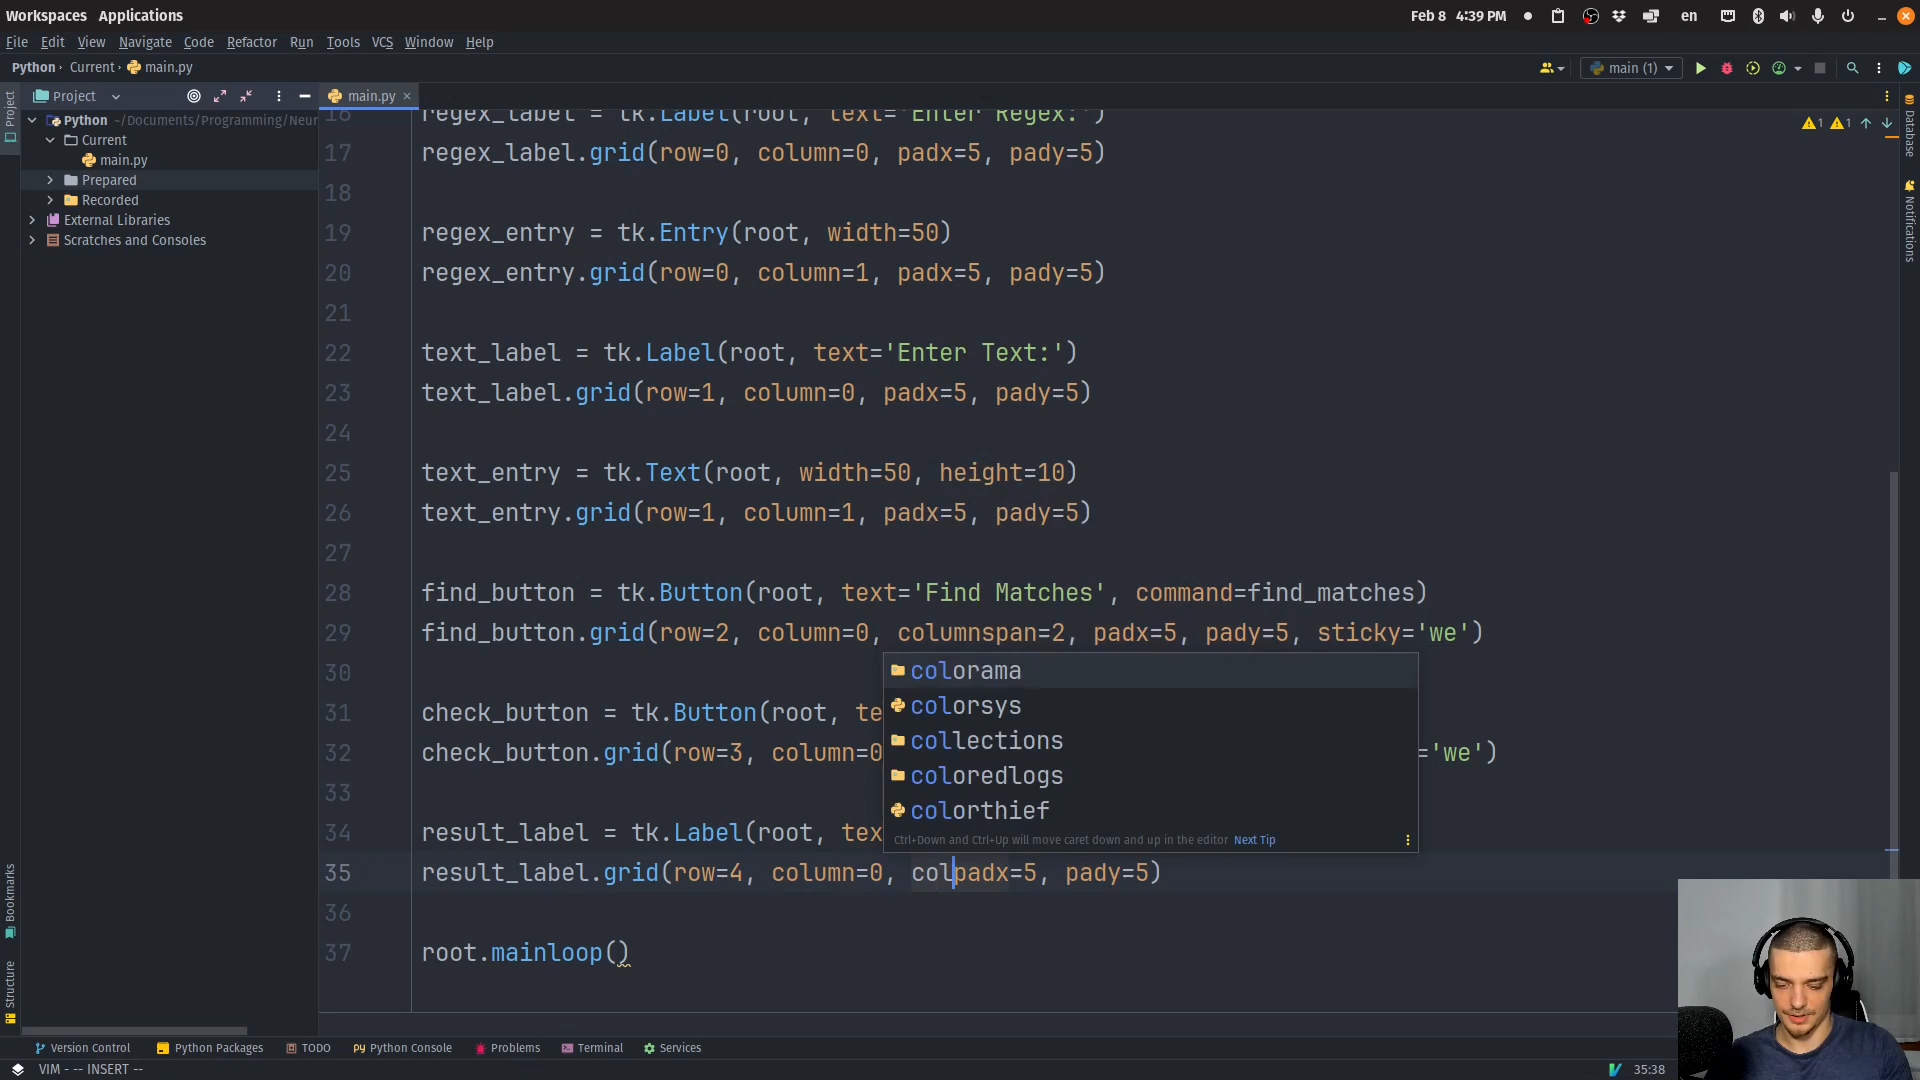 Workspaces Applications
Feb 8 4:39 PM
en
File Edit View Navigate Code Refactor Run Tools VCS Window Help
Python Current main.py
main (1)
Project
main.py
Project
Python ~/Documents/Programming/Neur
Current
main.py
Prepared
Recorded
External Libraries
Scratches and Consoles
Database
Notifications
1 1
16 regex_label = tk.Label(root, text='Enter Regex:')
17 regex_label.grid(row=0, column=0, padx=5, pady=5)
18
19 regex_entry = tk.Entry(root, width=50)
20 regex_entry.grid(row=0, column=1, padx=5, pady=5)
21
22 text_label = tk.Label(root, text='Enter Text:')
23 text_label.grid(row=1, column=0, padx=5, pady=5)
24
25 text_entry = tk.Text(root, width=50, height=10)
26 text_entry.grid(row=1, column=1, padx=5, pady=5)
27
28 find_button = tk.Button(root, text='Find Matches', command=find_matches)
29 find_button.grid(row=2, column=0, columnspan=2, padx=5, pady=5, sticky='we')
30
31 check_button = tk.Button(root, te
32 check_button.grid(row=3, column=0 ='we')
33
34 result_label = tk.Label(root, tex
35 result_label.grid(row=4, column=0, colpadx=5, pady=5)
36
37 root.mainloop()
colorama
colorsys
collections
coloredlogs
colorthief
Ctrl+Down and Ctrl+Up will move caret down and up in the editor Next Tip
Bookmarks
Structure
Version Control Python Packages TODO Python Console Problems Terminal Services
VIM - -- INSERT --
35:38